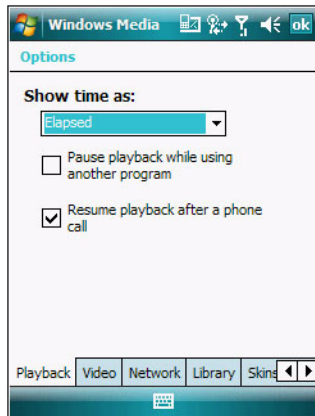 Windows Media ok
Options
Show time as:
Elapsed
Pause playback while using
another program
Resume playback after a phone
call
Playback Video Network Library Skins